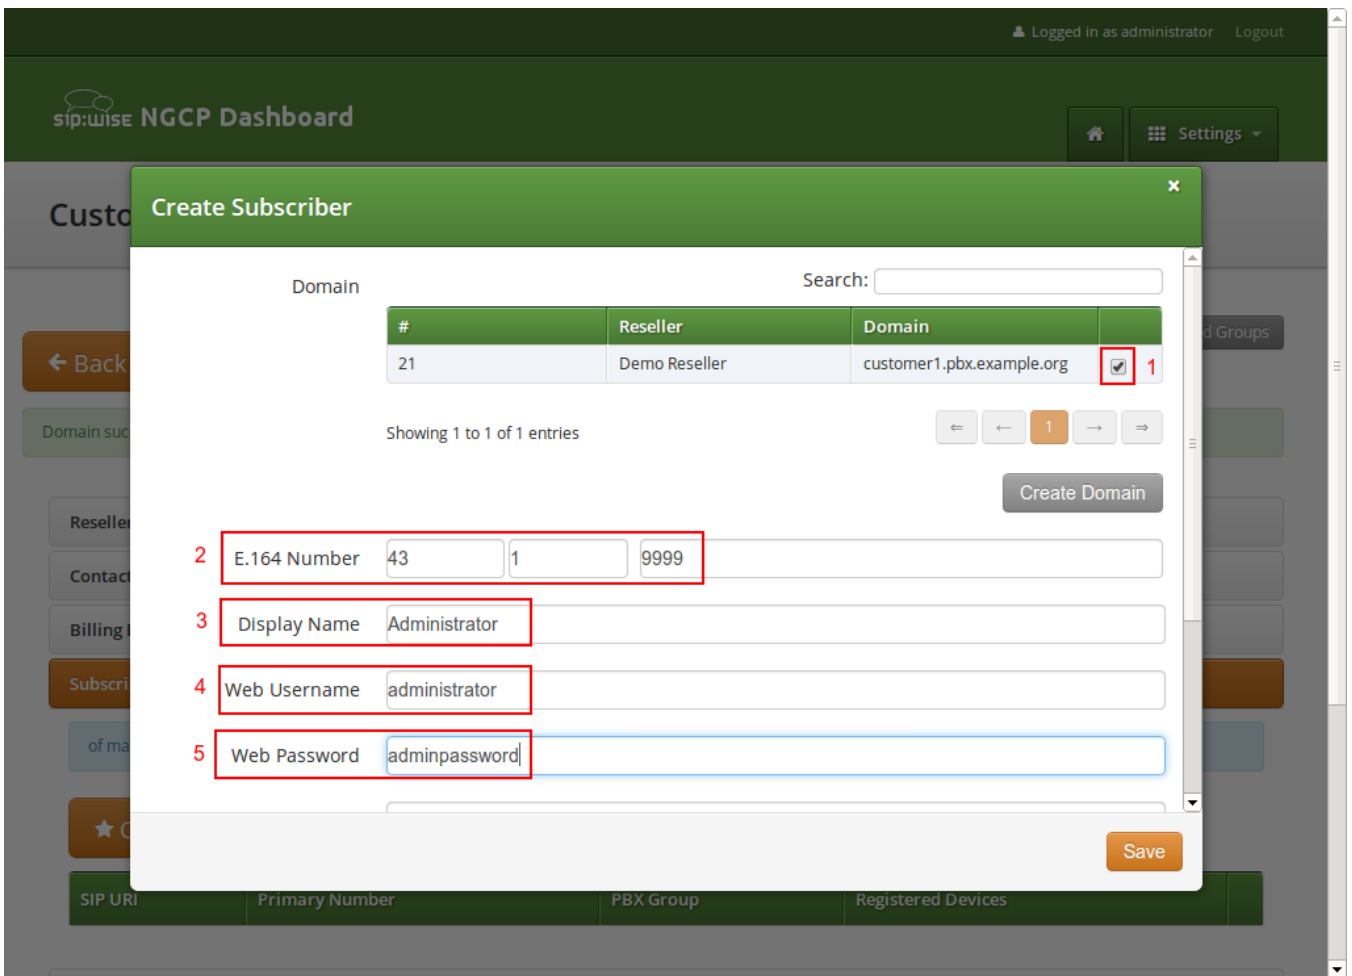 Logged in as administrator Logout
sip:wise NGCP Dashboard
Settings
Custo
Create Subscriber
×
Domain
Search:
# Reseller Domain
21 Demo Reseller customer1.pbx.example.org 1
Showing 1 to 1 of 1 entries
⇐ ← 1 → ⇒
Create Domain
2 E.164 Number 43 1 9999
3 Display Name Administrator
4 Web Username administrator
5 Web Password adminpassword
Save
Back
d Groups
Domain suc
Reseller
Contact
Billing
Subscri
of ma
SIP URI Primary Number PBX Group Registered Devices